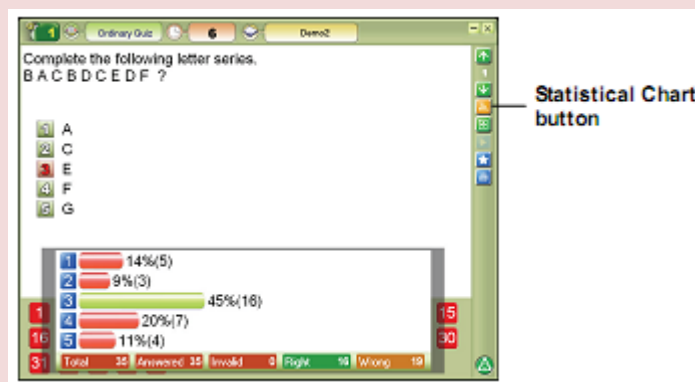 1 Ordinary Quiz 6 Demo2
Complete the following letter series.
B A C B D C E D F ?
1
Statistical Chart
button
1 A
2 C
3 E
4 F
5 G
1 14%(5)
2 9%(3)
3 45%(16)
4 20%(7)
5 11%(4)
1 15
16 30
31 Total 35 Answered 35 Invalid 0 Right 16 Wrong 19